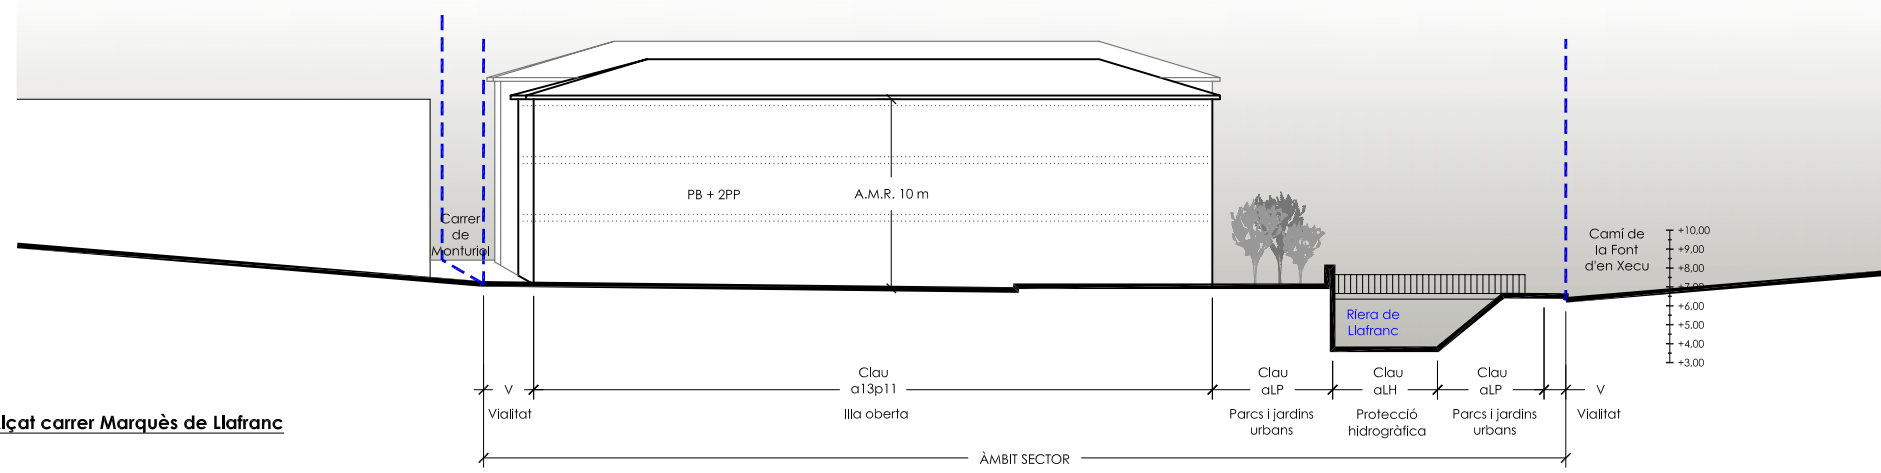 Carrer
de
Monturiol
PB + 2PP
A.M.R. 10 m
Camí de
la Font
d'en Xecu
+10,00
+9,00
+8,00
+7,00
+6,00
+5,00
+4,00
+3,00
Riera de
Llafranc
V
Vialitat
Clau
a13p11
Illa oberta
Clau
aLP
Parcs i jardins
urbans
Clau
aLH
Protecció
hidrogràfica
Clau
aLP
Parcs i jardins
urbans
V
Vialitat
lçat carrer Marquès de Llafranc
ÀMBIT SECTOR